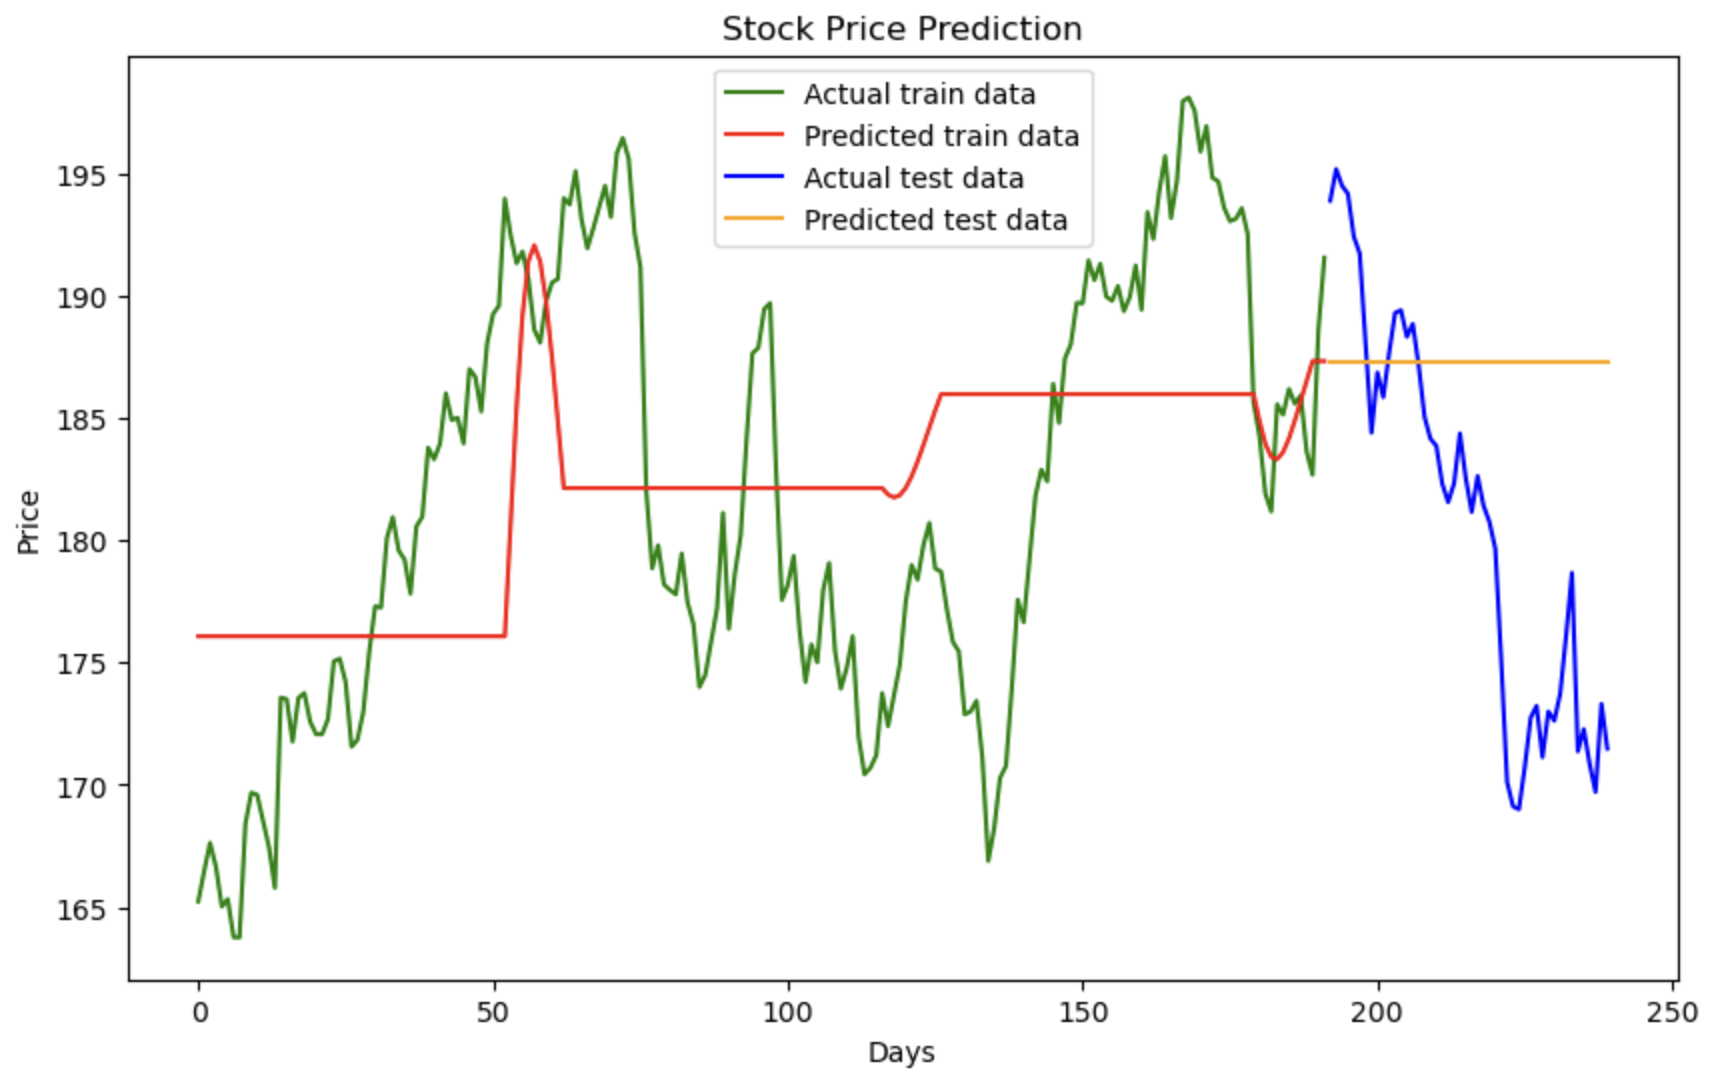 Stock Price Prediction
Actual train data
Predicted train data
Actual test data
Predicted test data
Price
195
190
185
180
175
170
165
0
50
100
150
200
250
Days